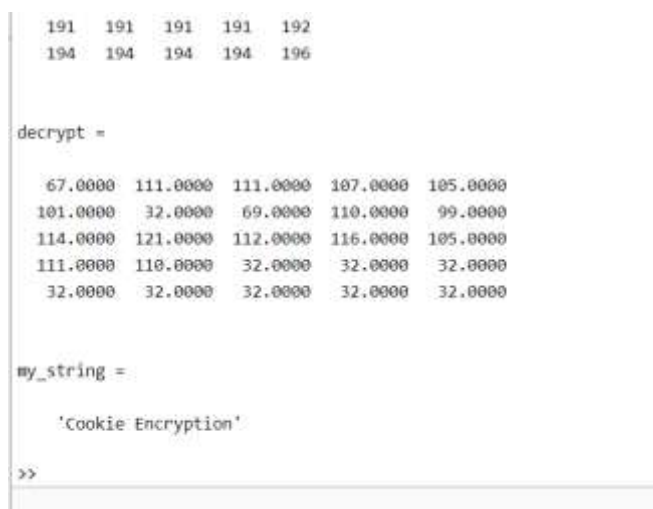 191 191 191 191 192
194 194 194 194 196
decrypt =
67.0000 111.0000 111.0000 107.0000 105.0000
101.0000 32.0000 69.0000 110.0000 99.0000
114.0000 121.0000 112.0000 116.0000 105.0000
111.0000 110.0000 32.0000 32.0000 32.0000
32.0000 32.0000 32.0000 32.0000 32.0000
my_string =
'Cookie Encryption'
>>